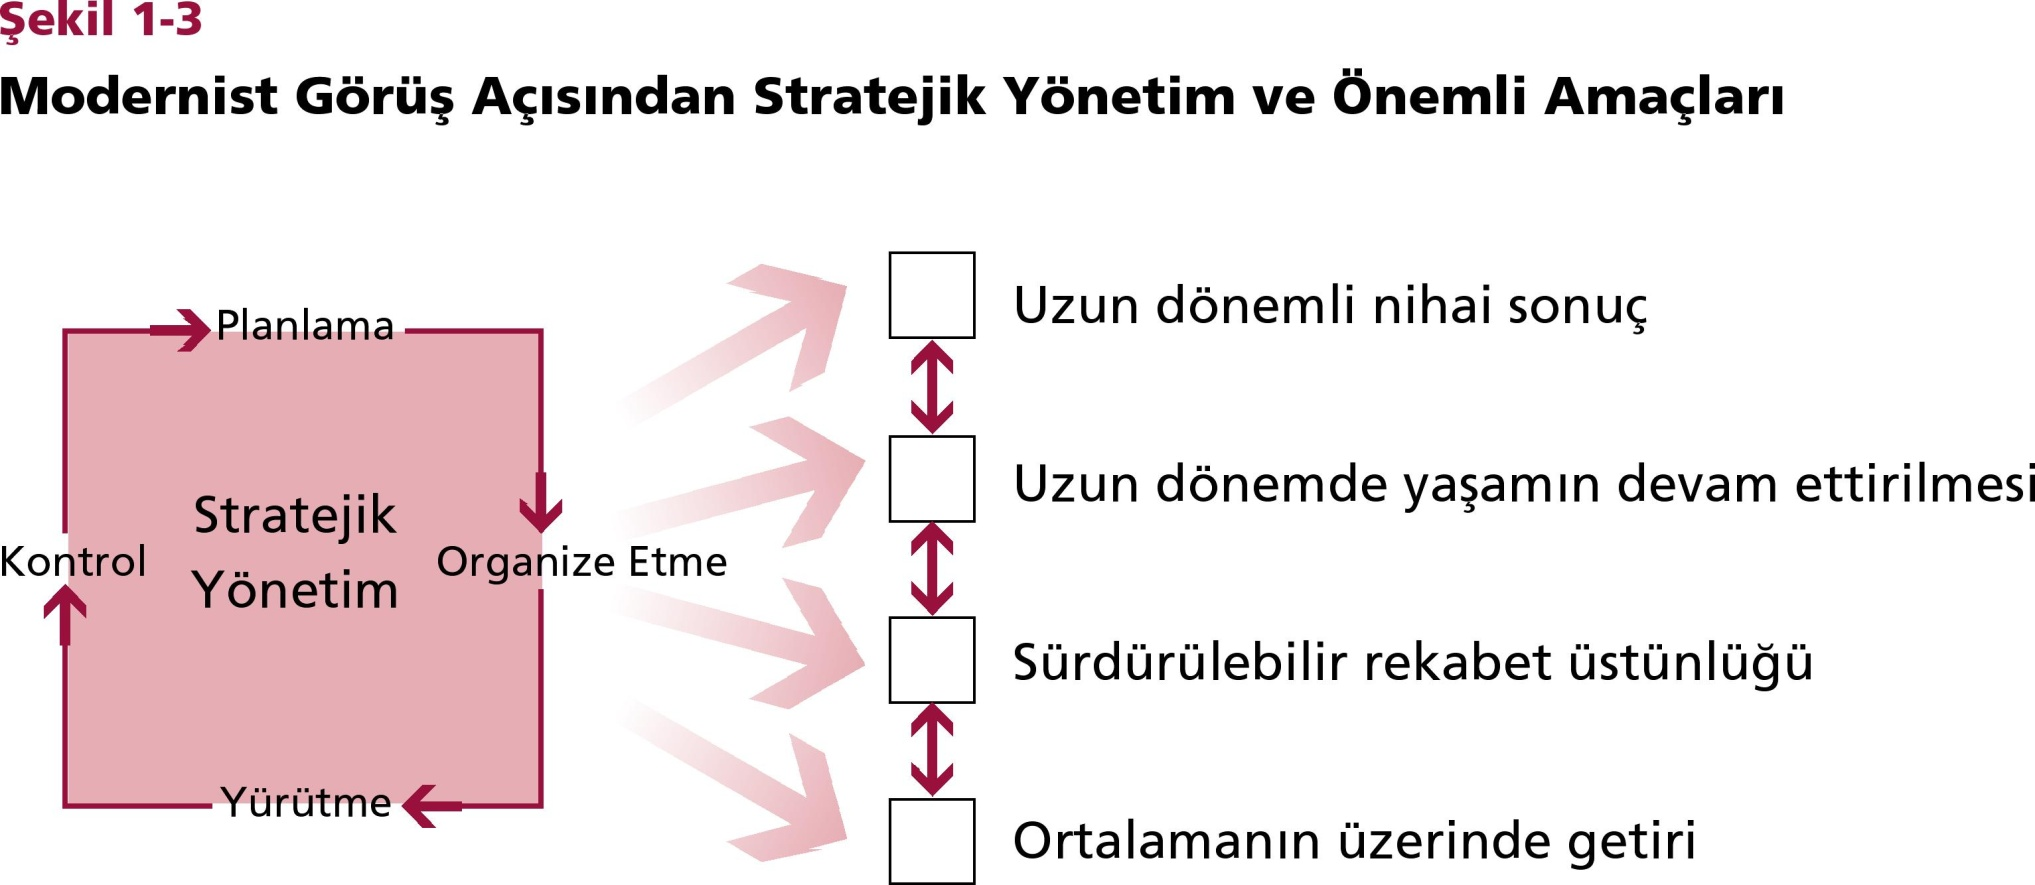 Şekil 1-3
Modernist Görüş Açısından Stratejik Yönetim ve Önemli Amaçları
Planlama
Stratejik
Yönetim
Kontrol
Organize Etme
Yürütme
Uzun dönemli nihai sonuç
Uzun dönemde yaşamın devam ettirilmesi
Sürdürülebilir rekabet üstünlüğü
Ortalamanın üzerinde getiri